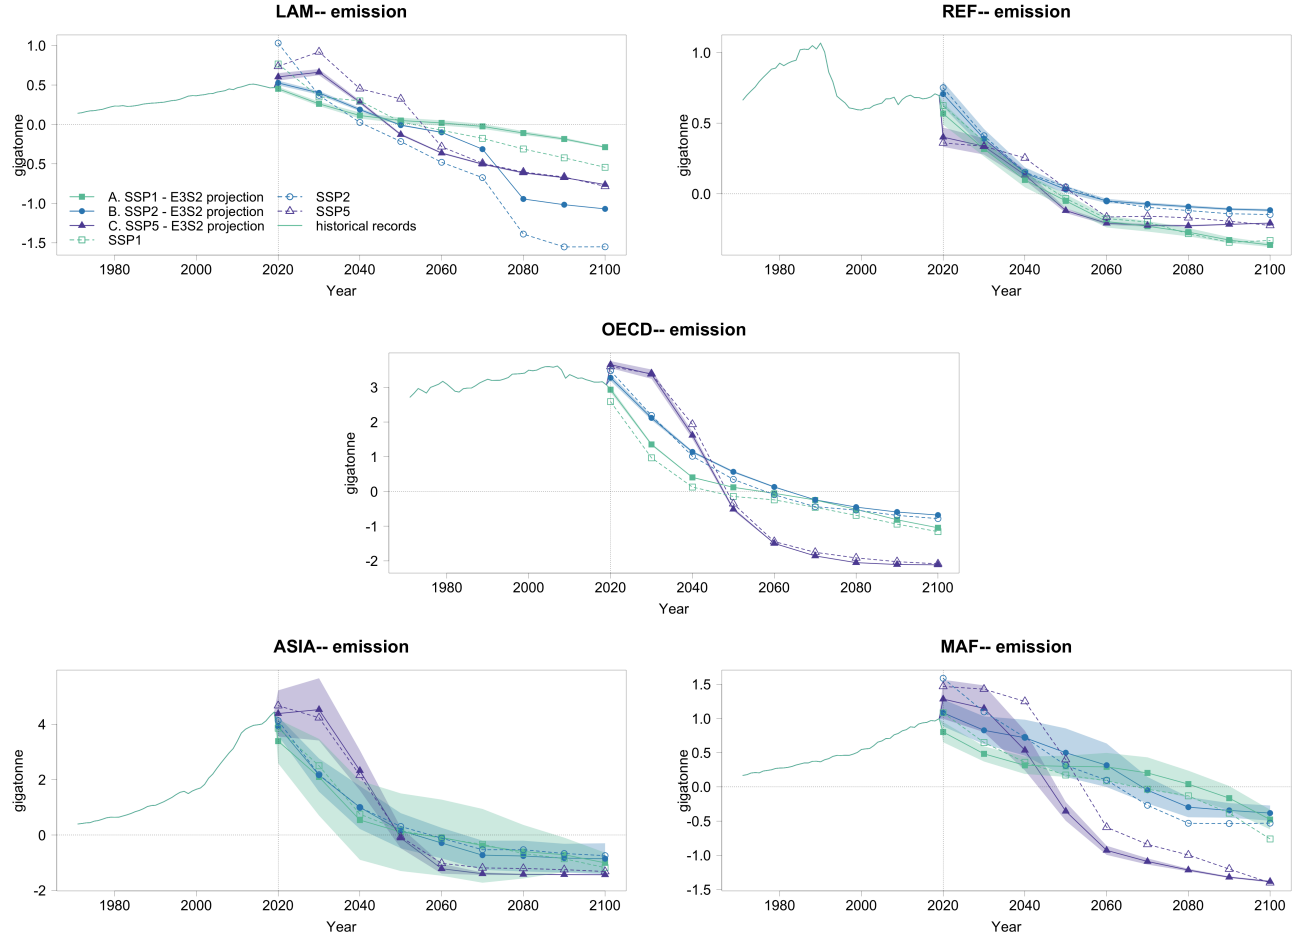 LAM-- emission
1.0
0.5
0.0
-0.5
-1.0
-1.5
gigatonne
A. SSP1 - E3S2 projection
B. SSP2 - E3S2 projection
C. SSP5 - E3S2 projection
SSP1
SSP2
SSP5
historical records
1980 2000 2020 2040 2060 2080 2100
Year
REF-- emission
1.0
0.5
0.0
gigatonne
1980 2000 2020 2040 2060 2080 2100
Year
OECD-- emission
3
2
1
0
-1
-2
gigatonne
1980 2000 2020 2040 2060 2080 2100
Year
ASIA-- emission
4
2
0
-2
gigatonne
1980 2000 2020 2040 2060 2080 2100
Year
MAF-- emission
1.5
1.0
0.5
0.0
-0.5
-1.0
-1.5
gigatonne
1980 2000 2020 2040 2060 2080 2100
Year